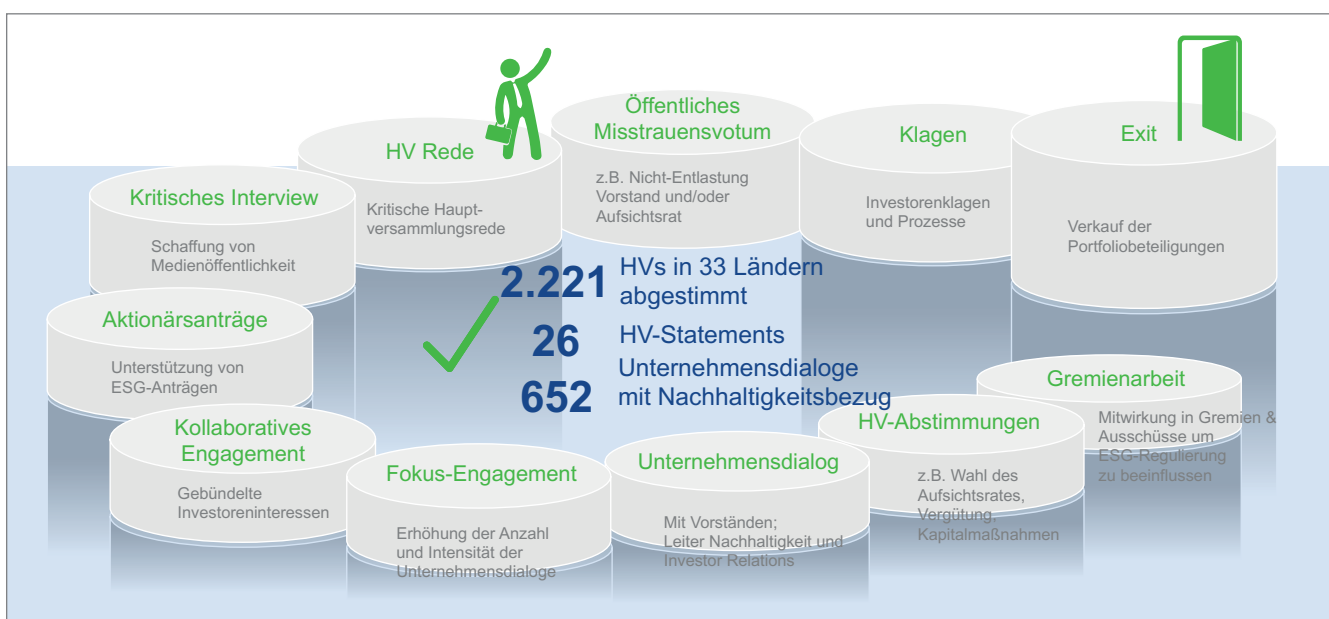 Öffentliches
Misstrauensvotum
z.B. Nicht-Entlastung
Vorstand und/oder
Aufsichtsrat
Klagen
Investorenklagen
und Prozesse
Exit
Verkauf der
Portfoliobeteiligungen
HV Rede
Kritische Haupt-
versammlungsrede
Kritisches Interview
Schaffung von
Medienöffentlichkeit
2.221 HVs in 33 Ländern
abgestimmt
26 HV-Statements
652 Unternehmensdialoge
mit Nachhaltigkeitsbezug
Aktionärsanträge
Unterstützung von
ESG-Anträgen
Kollaboratives
Engagement
Gebündelte
Investoreninteressen
Fokus-Engagement
Erhöhung der Anzahl
und Intensität der
Unternehmensdialoge
Unternehmensdialog
Mit Vorständen;
Leiter Nachhaltigkeit und
Investor Relations
HV-Abstimmungen
z.B. Wahl des
Aufsichtsrates,
Vergütung,
Kapitalmaßnahmen
Gremienarbeit
Mitwirkung in Gremien &
Ausschüsse um
ESG-Regulierung
zu beeinflussen